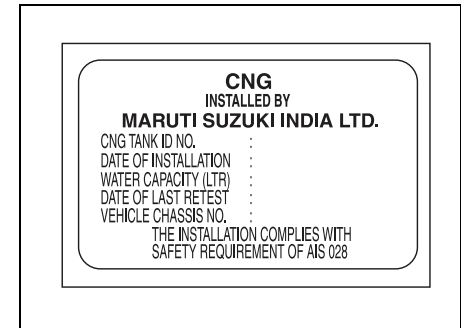 CNG
INSTALLED BY
MARUTI SUZUKI INDIA LTD.
CNG TANK ID NO. :
DATE OF INSTALLATION :
WATER CAPACITY (LTR) :
DATE OF LAST RETEST :
VEHICLE CHASSIS NO. :
THE INSTALLATION COMPLIES WITH
SAFETY REQUIREMENT OF AIS 028